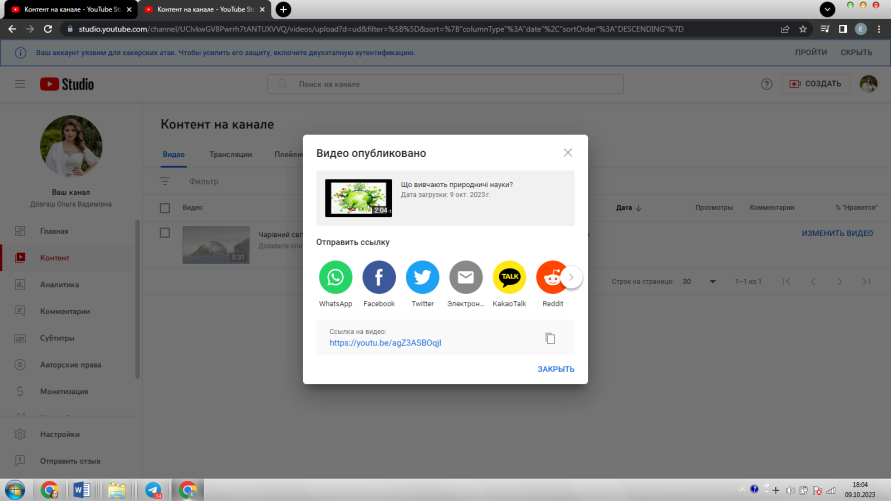 Контент на канале - YouTube Stu
Контент на канале - YouTube Stu
studio.youtube.com/channel/UClvkwGV8Pwrrh7tANTUXVVQ/videos/upload?d=ud&filter=%5B%5D&sort=%7B"columnType"%3A"date"%2C"sortOrder"%3A"DESCENDING"%7D
E
Ваш аккаунт уязвим для хакерских атак. Чтобы усилить его защиту, включите двухэтапную аутентификацию.
ПРОЙТИ
СКРЫТЬ
Studio
Поиск на канале
СОЗДАТЬ
Ваш канал
Довгаш Ольга Вадимівна
Главная
Контент
Аналитика
Комментарии
Субтитры
Авторские права
Монетизация
Настройки
Отправить отзыв
Контент на канале
Видео
Трансляции
Плейли
Фильтр
Видео
Дата
Просмотры
Комментарии
% "Нравится"
0:31
Чарівний сві
Добавьте опи
ИЗМЕНИТЬ ВИДЕО
Строк на странице: 30
1–1 из 1
Видео опубликовано
2:04
Що вивчають природничі науки?
Дата загрузки: 9 окт. 2023 г.
Отправить ссылку
WhatsApp
Facebook
Twitter
Электрон...
TALK
KakaoTalk
Reddit
Ссылка на видео:
https://youtu.be/agZ3ASBOqjI
ЗАКРЫТЬ
18:04
09.10.2023